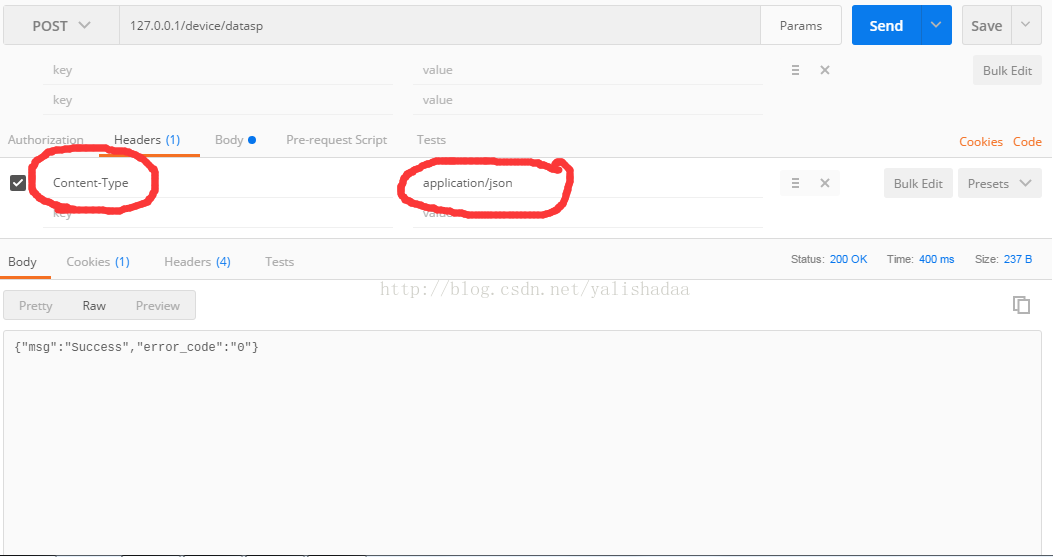 POST 127.0.0.1/device/datasp Params Send Save
key value Bulk Edit
key value
Authorization Headers (1) Body Pre-request Script Tests Cookies Code
Content-Type application/json Bulk Edit Presets
key value
Body Cookies (1) Headers (4) Tests Status: 200 OK Time: 400 ms Size: 237 B
http://blog.csdn.net/yalishadaa
Pretty Raw Preview
{"msg":"Success","error_code":"0"}